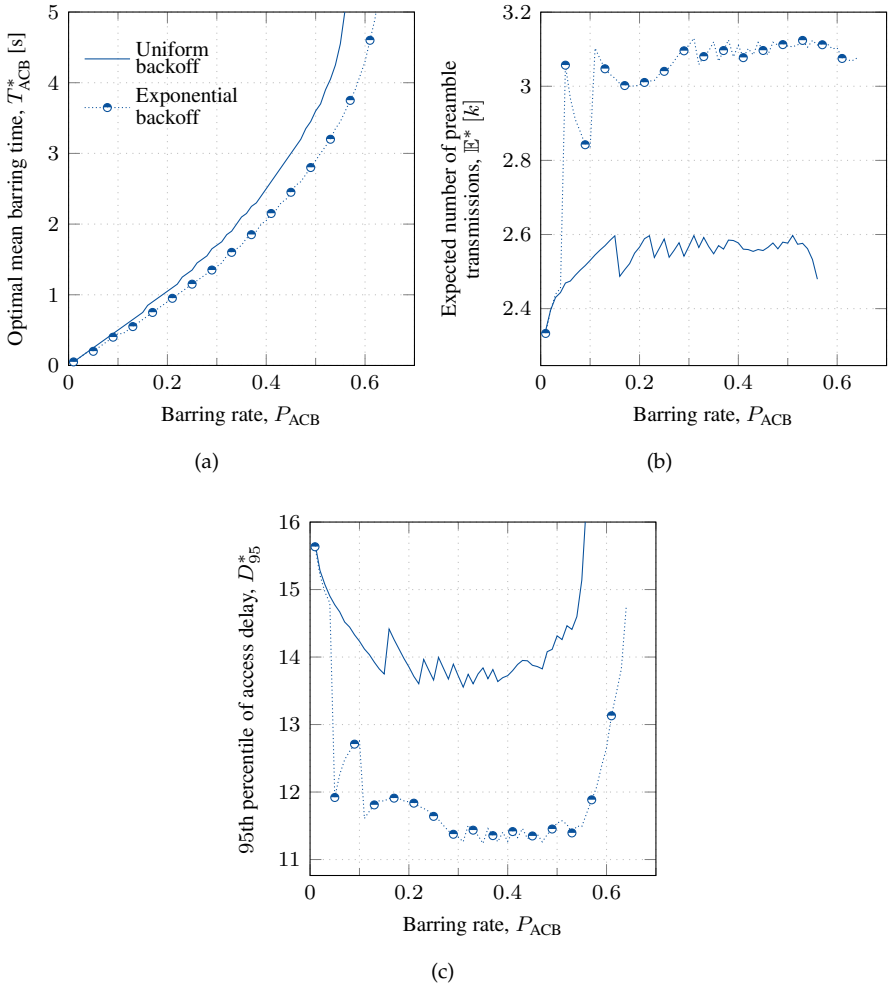 Optimal mean barring time, T*ACB [s]
5
4
3
2
1
0
Uniform
backoff
Exponential
backoff
0 0.2 0.4 0.6
Barring rate, PACB
(a)
Expected number of preamble
transmissions, 𝔼* [k]
3.2
3
2.8
2.6
2.4
0 0.2 0.4 0.6
Barring rate, PACB
(b)
95th percentile of access delay, D*95
16
15
14
13
12
11
0 0.2 0.4 0.6
Barring rate, PACB
(c)